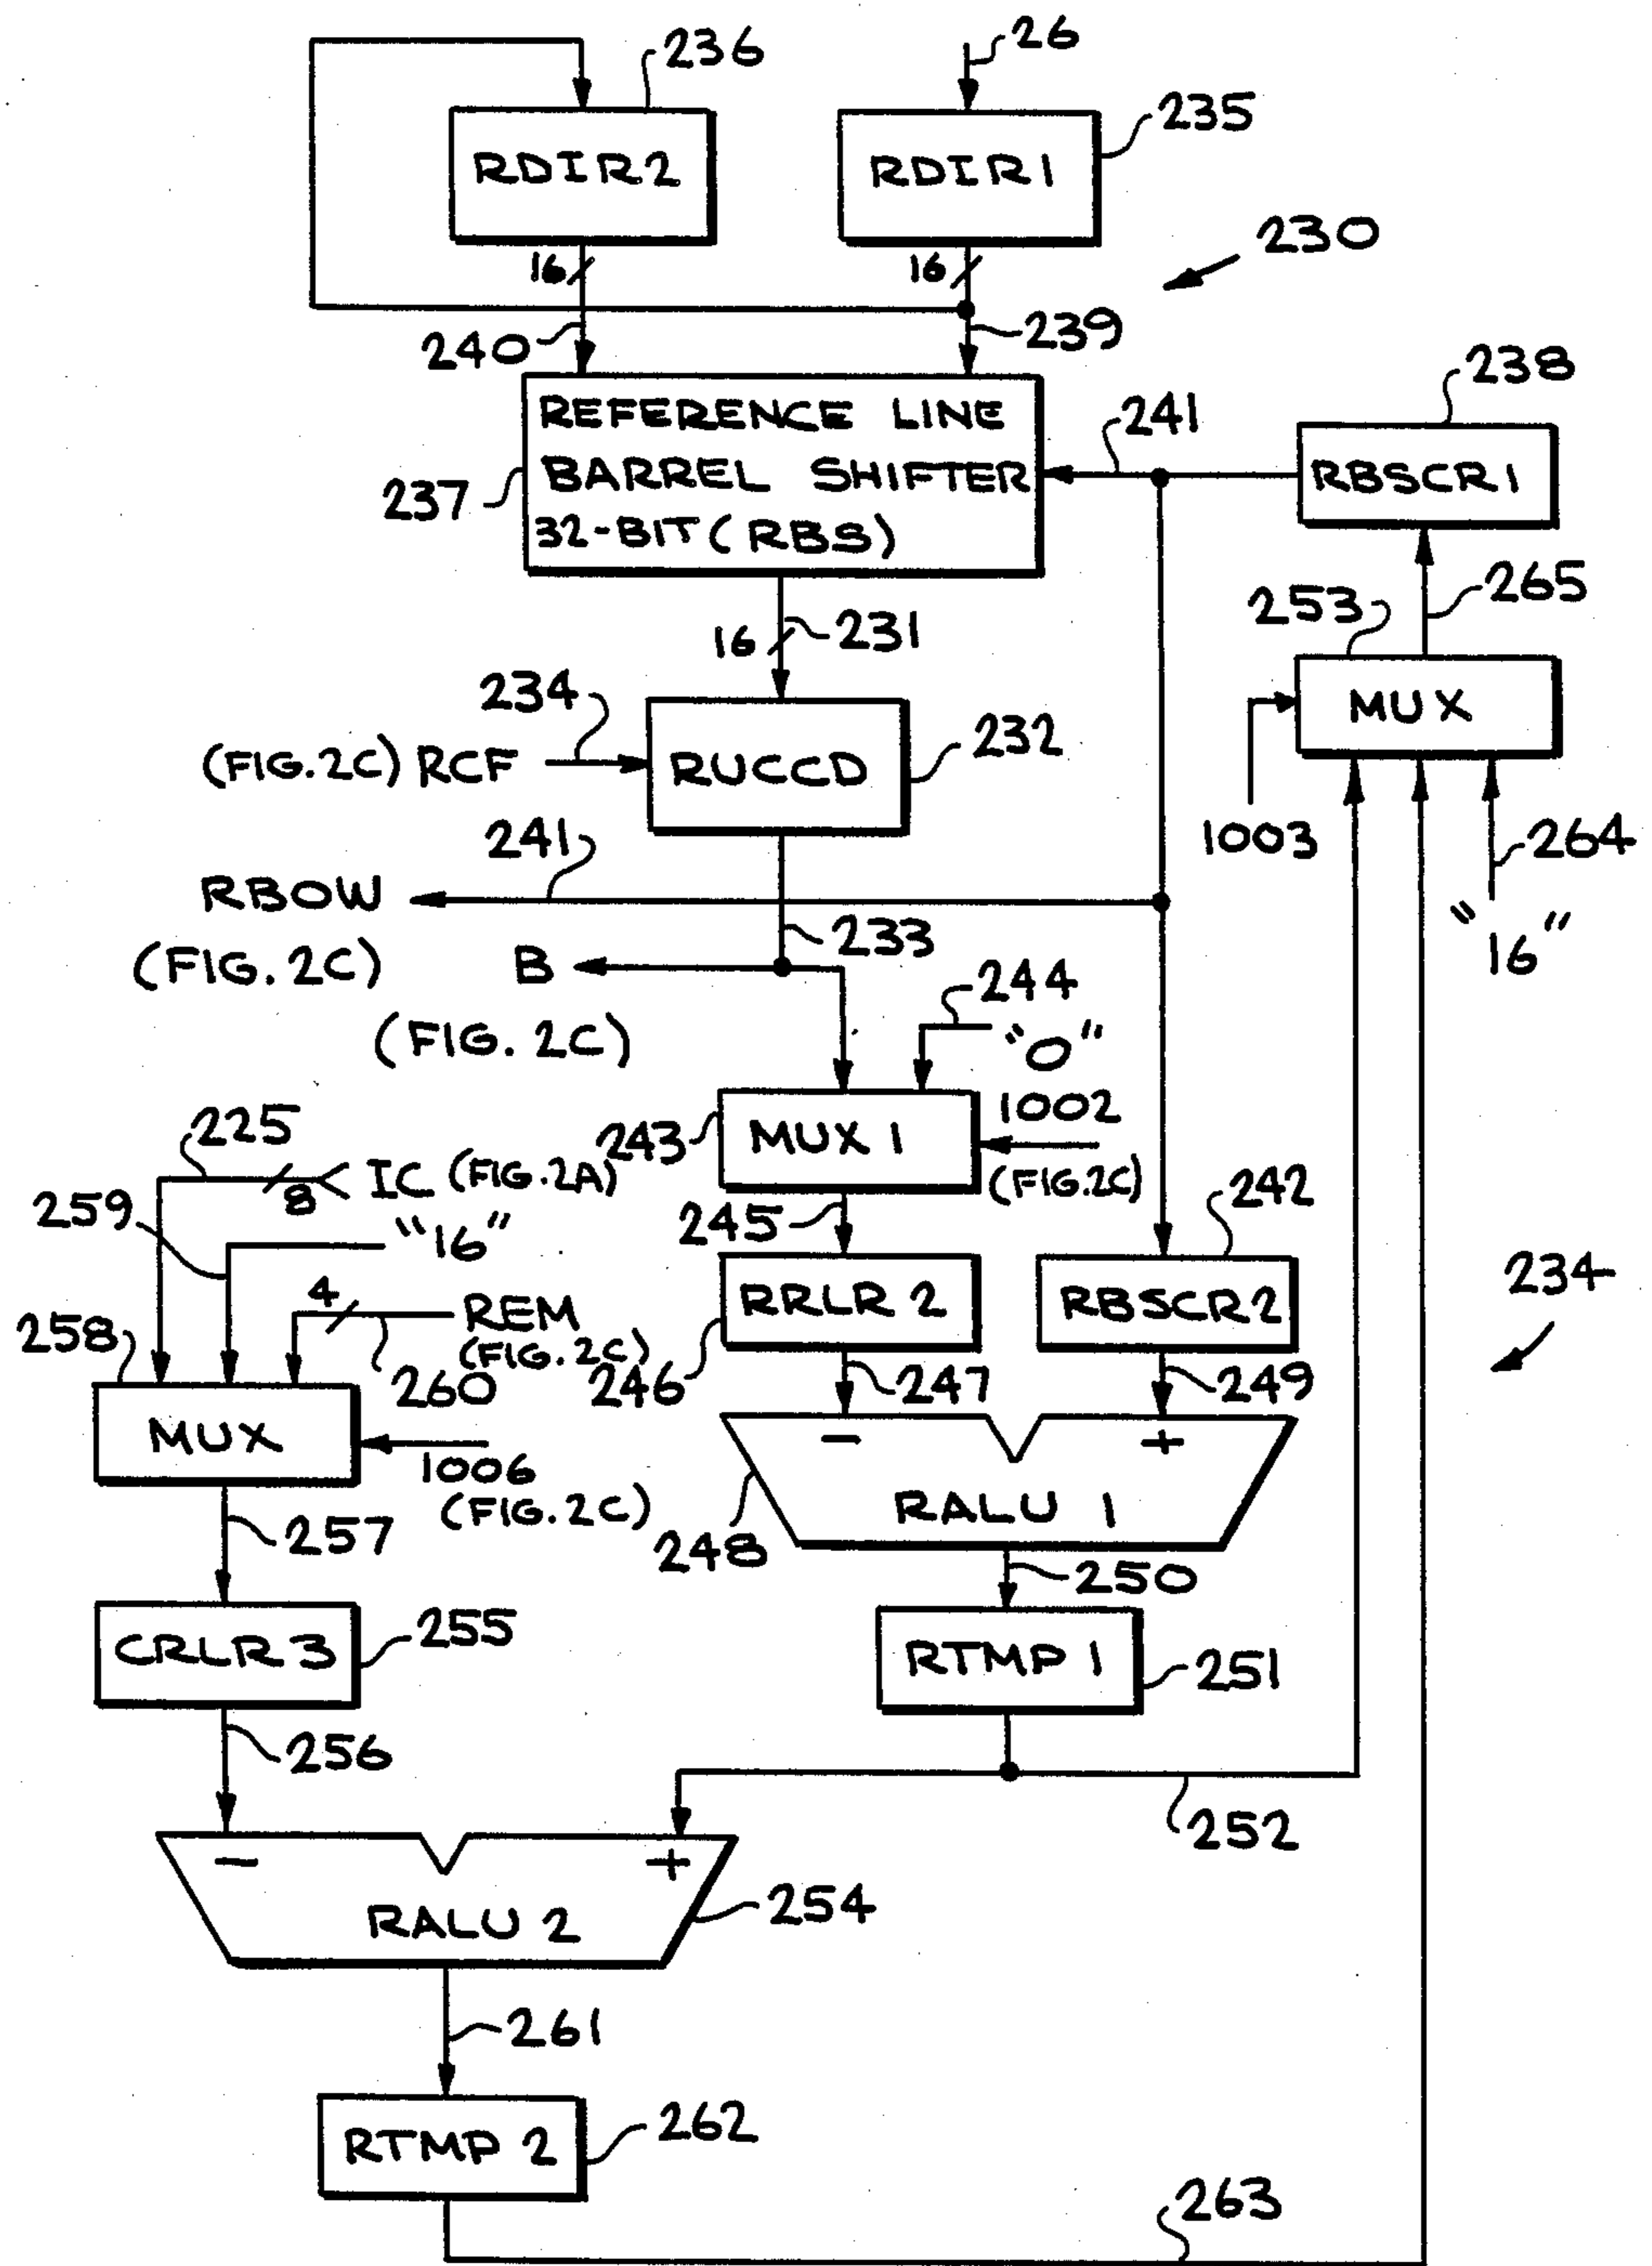 236
26
RDIR2
RDIR1
235
230
16
16
240
239
REFERENCE LINE
BARREL SHIFTER
32-BIT (RBS)
237
241
238
RBSCR1
265
253
MUX
1003
264
"16"
16
231
234
(FIG.2C) RCF
RUCCD
232
241
RBOW
(FIG. 2C)
233
B
(FIG. 2C)
244
"0"
1002
(FIG.2C)
243
MUX 1
225
8
IC (FIG.2A)
259
"16"
4
REM
(FIG.2C)
260
258
MUX
1006
(FIG.2C)
245
242
RRLR 2
246
RBSCR2
234
247
249
-
+
RALU 1
248
257
250
CRLR 3
255
RTMP 1
251
256
252
-
+
RALU 2
254
261
RTMP 2
262
263